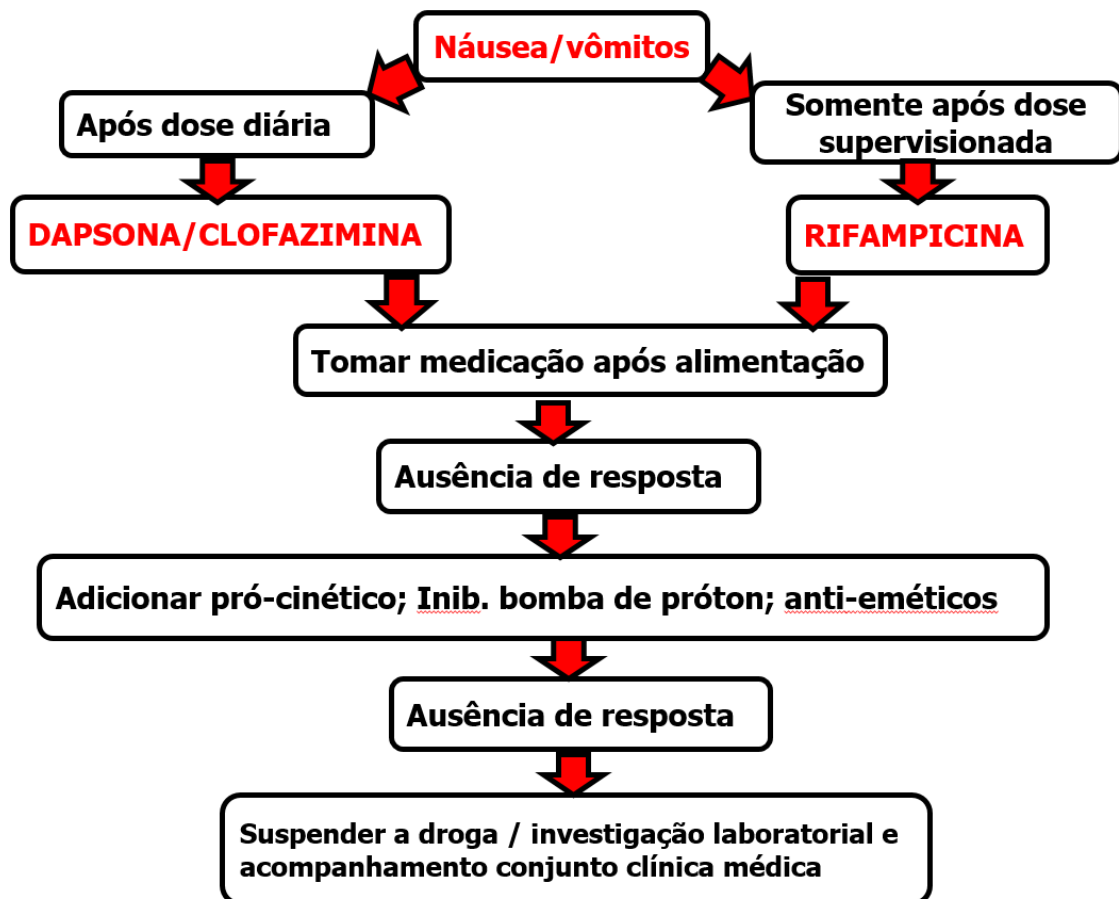 Náusea/vômitos
Após dose diária
Somente após dose
supervisionada
DAPSONA/CLOFAZIMINA
RIFAMPICINA
Tomar medicação após alimentação
Ausência de resposta
Adicionar pró-cinético; Inib. bomba de próton; anti-eméticos
Ausência de resposta
Suspender a droga / investigação laboratorial e
acompanhamento conjunto clínica médica